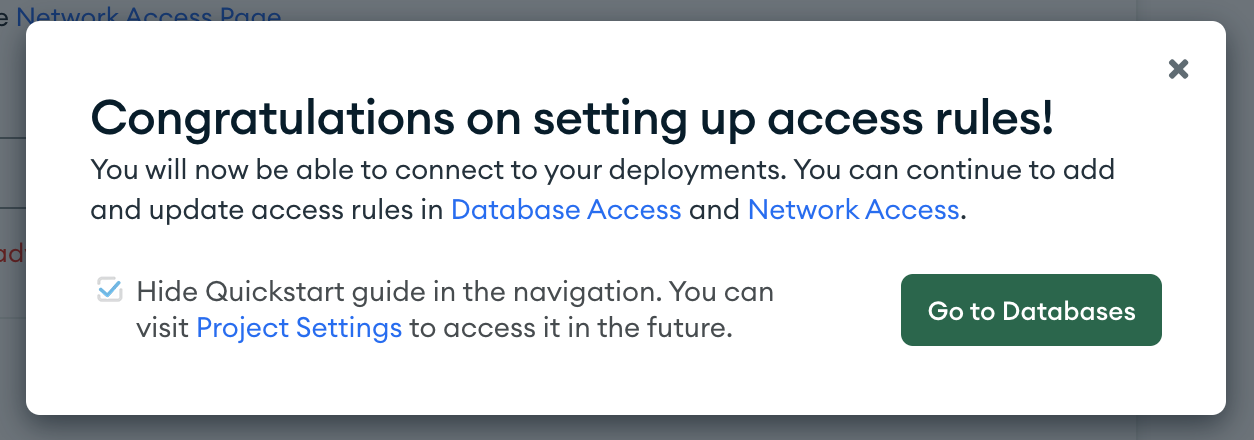 e Network Access Page
Congratulations on setting up access rules!
You will now be able to connect to your deployments. You can continue to add
and update access rules in Database Access and Network Access.
ad
Hide Quickstart guide in the navigation. You can
visit Project Settings to access it in the future.
Go to Databases